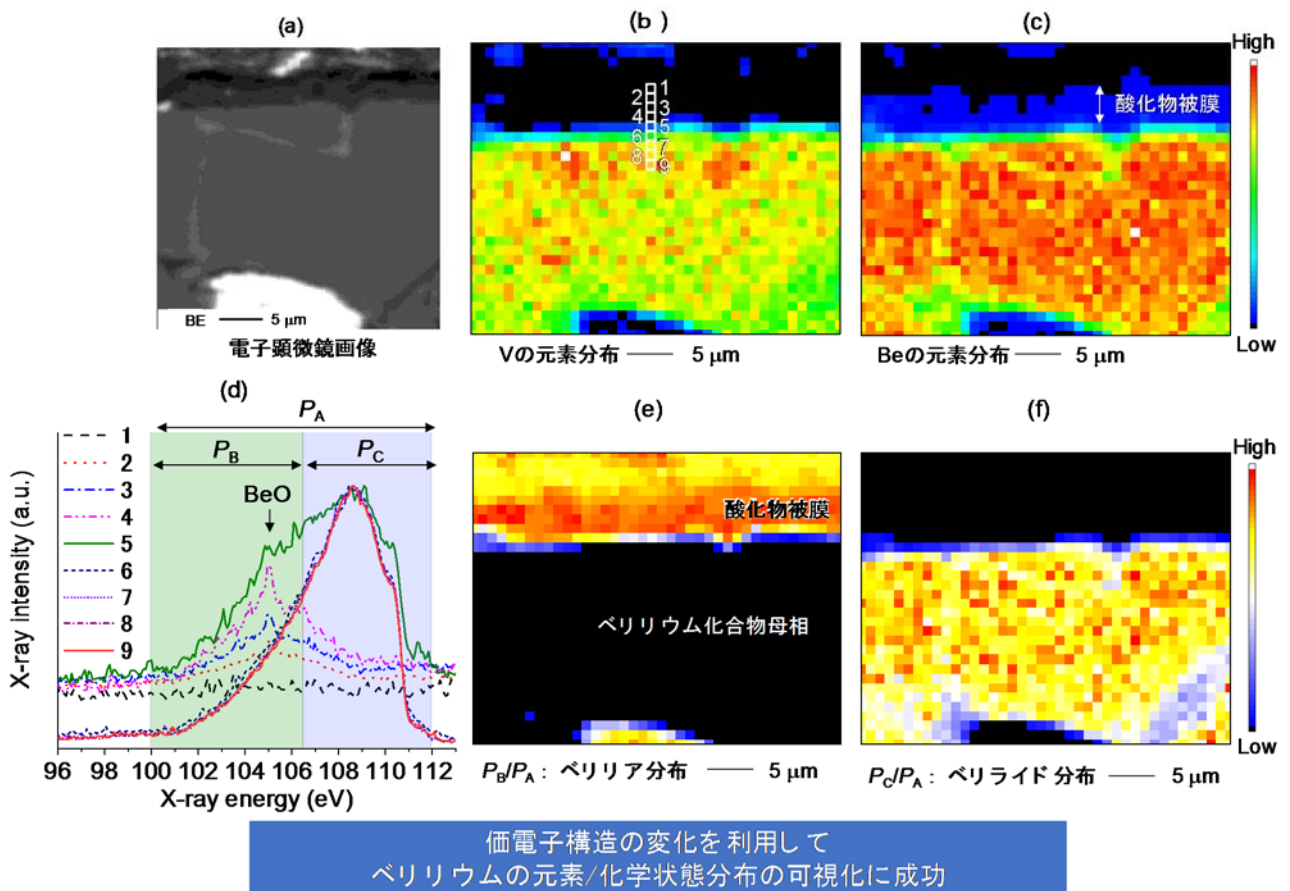 (a)
BE
5 μm
電子顕微鏡画像
(b )
1
2
3
4
5
6
7
8
9
Vの元素分布
5 μm
(c)
酸化物被膜
Beの元素分布
5 μm
High
Low
(d)
X-ray intensity (a.u.)
PA
PB
PC
BeO
1
2
3
4
5
6
7
8
9
96 98 100 102 104 106 108 110 112
X-ray energy (eV)
(e)
酸化物被膜
ベリリウム化合物母相
PB/PA : ベリリア分布
5 μm
(f)
PC/PA : ベリライド 分布
5 μm
High
Low
価電子構造の変化を利用して
ベリリウムの元素/化学状態分布の可視化に成功